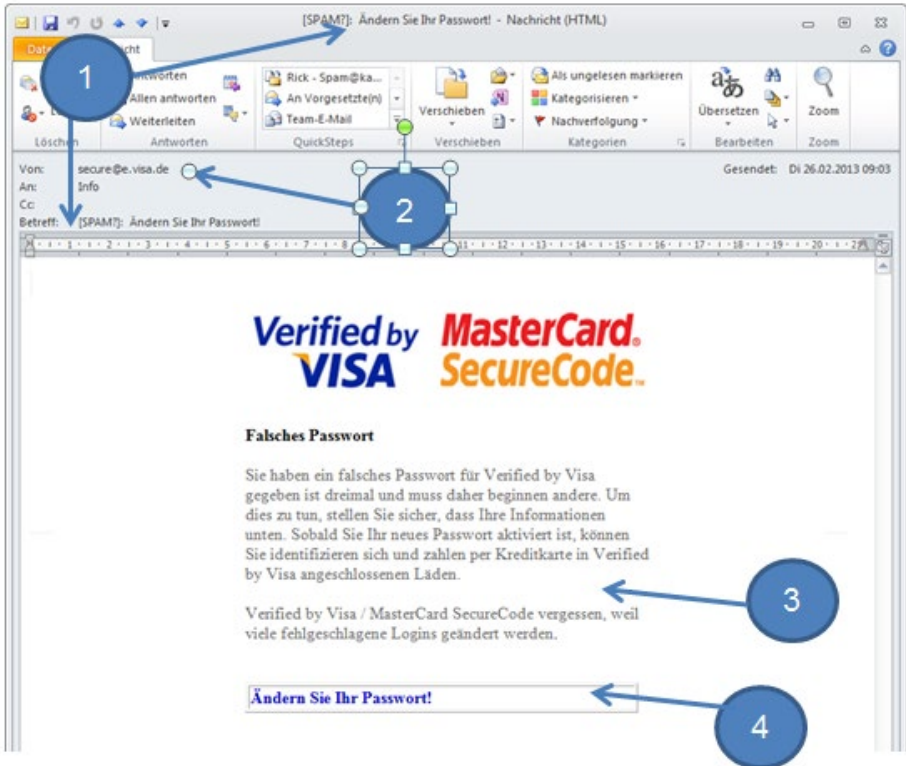 [SPAM?]: Ändern Sie Ihr Passwort! - Nachricht (HTML)
1
Allen antworten
Weiterleiten
Löschen
Antworten
Rick - Spam@ka...
An Vorgesetzte(n)
Team-E-Mail
QuickSteps
Verschieben
Verschieben
Als ungelesen markieren
Kategorisieren
Nachverfolgung
Kategorien
Übersetzen
Bearbeiten
Zoom
Zoom
Von: secure@e.visa.de
Gesendet: Di 26.02.2013 09:03
An: Info
Cc:
Betreff: [SPAM?]: Ändern Sie Ihr Passwort!
2
Verified by VISA
MasterCard. SecureCode.™
Falsches Passwort
Sie haben ein falsches Passwort für Verified by Visa
gegeben ist dreimal und muss daher beginnen andere. Um
dies zu tun, stellen Sie sicher, dass Ihre Informationen
unten. Sobald Sie Ihr neues Passwort aktiviert ist, können
Sie identifizieren sich und zahlen per Kreditkarte in Verified
by Visa angeschlossenen Läden.
3
Verified by Visa / MasterCard SecureCode vergessen, weil
viele fehlgeschlagene Logins geändert werden.
Ändern Sie Ihr Passwort!
4